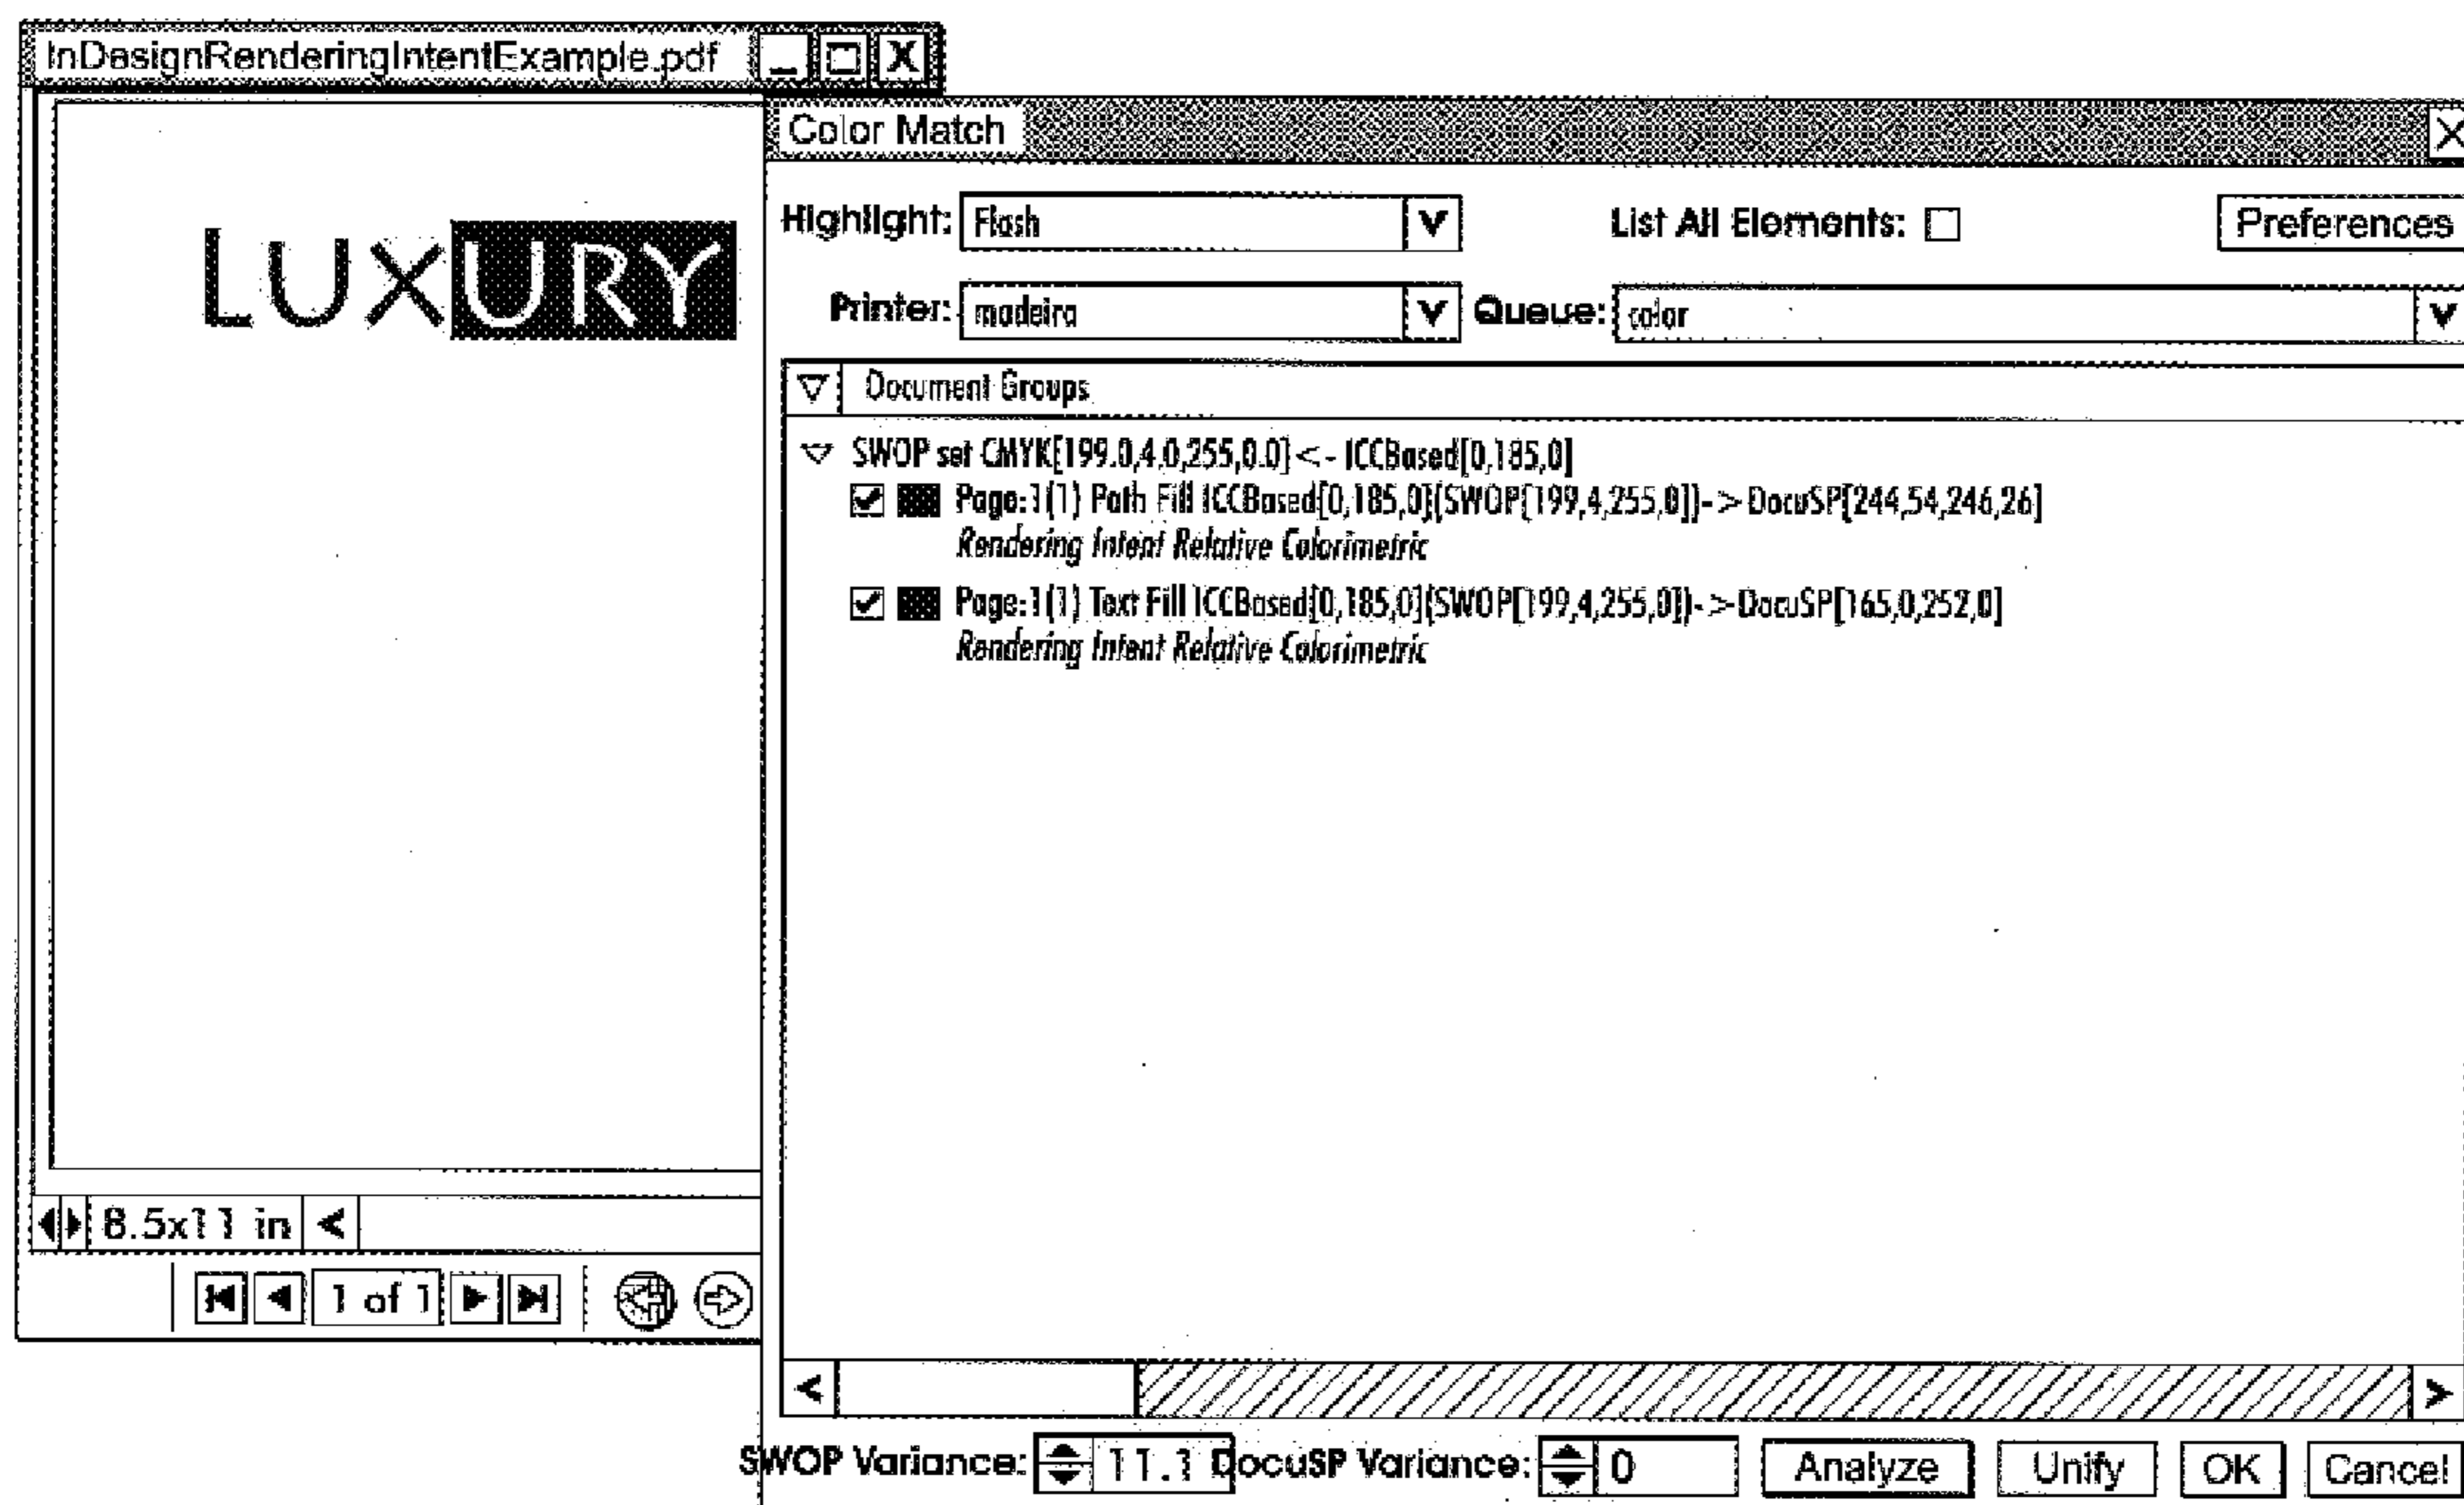 InDesignRenderingIntentExample.pdf
LUXURY
Color Match
Highlight: Flash
List All Elements:
Preferences
Printer: madeira
Queue: color
Document Groups
SWOP set CMYK[199.0,4.0,255,0.0] <- ICCBased[0,185,0]
Page:1(1) Path Fill ICCBased[0,185,0](SWOP[199,4,255,0])->DocuSP[244,54,246,26]
Rendering Intent Relative Colorimetric
Page:1(1) Text Fill ICCBased[0,185,0](SWOP[199,4,255,0])->DocuSP[165,0,252,0]
Rendering Intent Relative Colorimetric
8.5x11 in
1 of 1
SWOP Variance: 11.1
DocuSP Variance: 0
Analyze
Unify
OK
Cancel